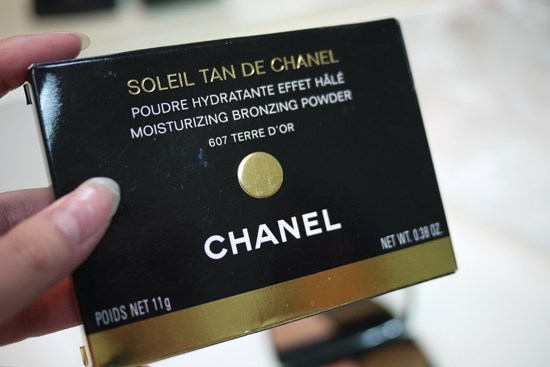 SOLEIL TAN DE CHANEL
POUDRE HYDRATANTE EFFET HÂLÉ
MOISTURIZING BRONZING POWDER
607 TERRE D'OR
CHANEL
POIDS NET 11g
NET WT. 0.38 OZ.